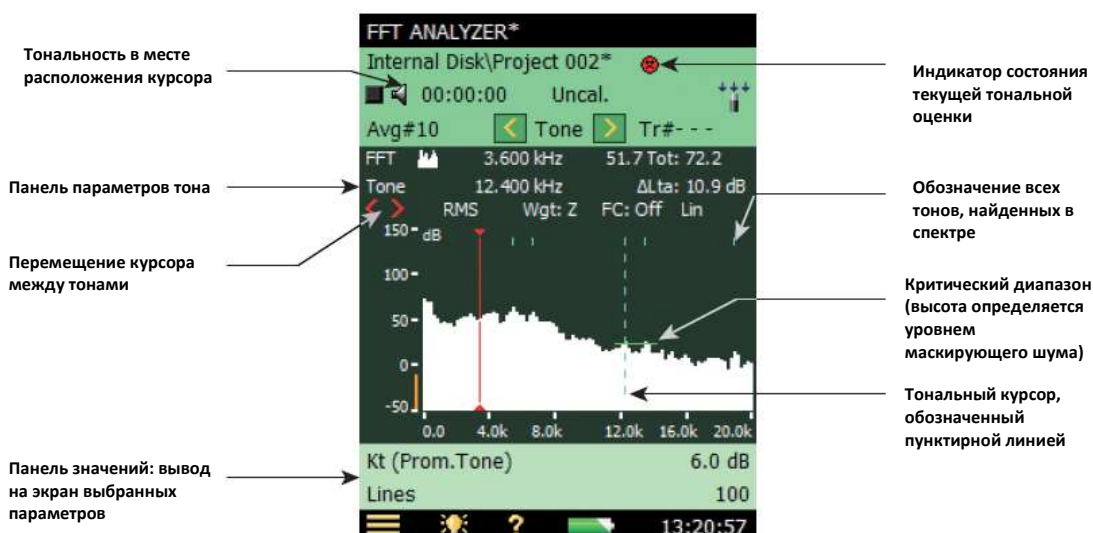 Тональность в месте
расположения курсора
Панель параметров тона
Перемещение курсора
между тонами
Панель значений: вывод
на экран выбранных
параметров
FFT ANALYZER*
Internal Disk\Project 002*
00:00:00 Uncal.
Avg#10 < Tone > Tr#- - -
FFT 3.600 kHz 51.7 Tot: 72.2
Tone 12.400 kHz ΔLta: 10.9 dB
< > RMS Wgt: Z FC: Off Lin
150 dB
100
50
0
-50
0.0 4.0k 8.0k 12.0k 16.0k 20.0k
Kt (Prom.Tone) 6.0 dB
Lines 100
? 13:20:57
Индикатор состояния
текущей тональной
оценки
Обозначение всех
тонов, найденных в
спектре
Критический диапазон
(высота определяется
уровнем
маскирующего шума)
Тональный курсор,
обозначенный
пунктирной линией